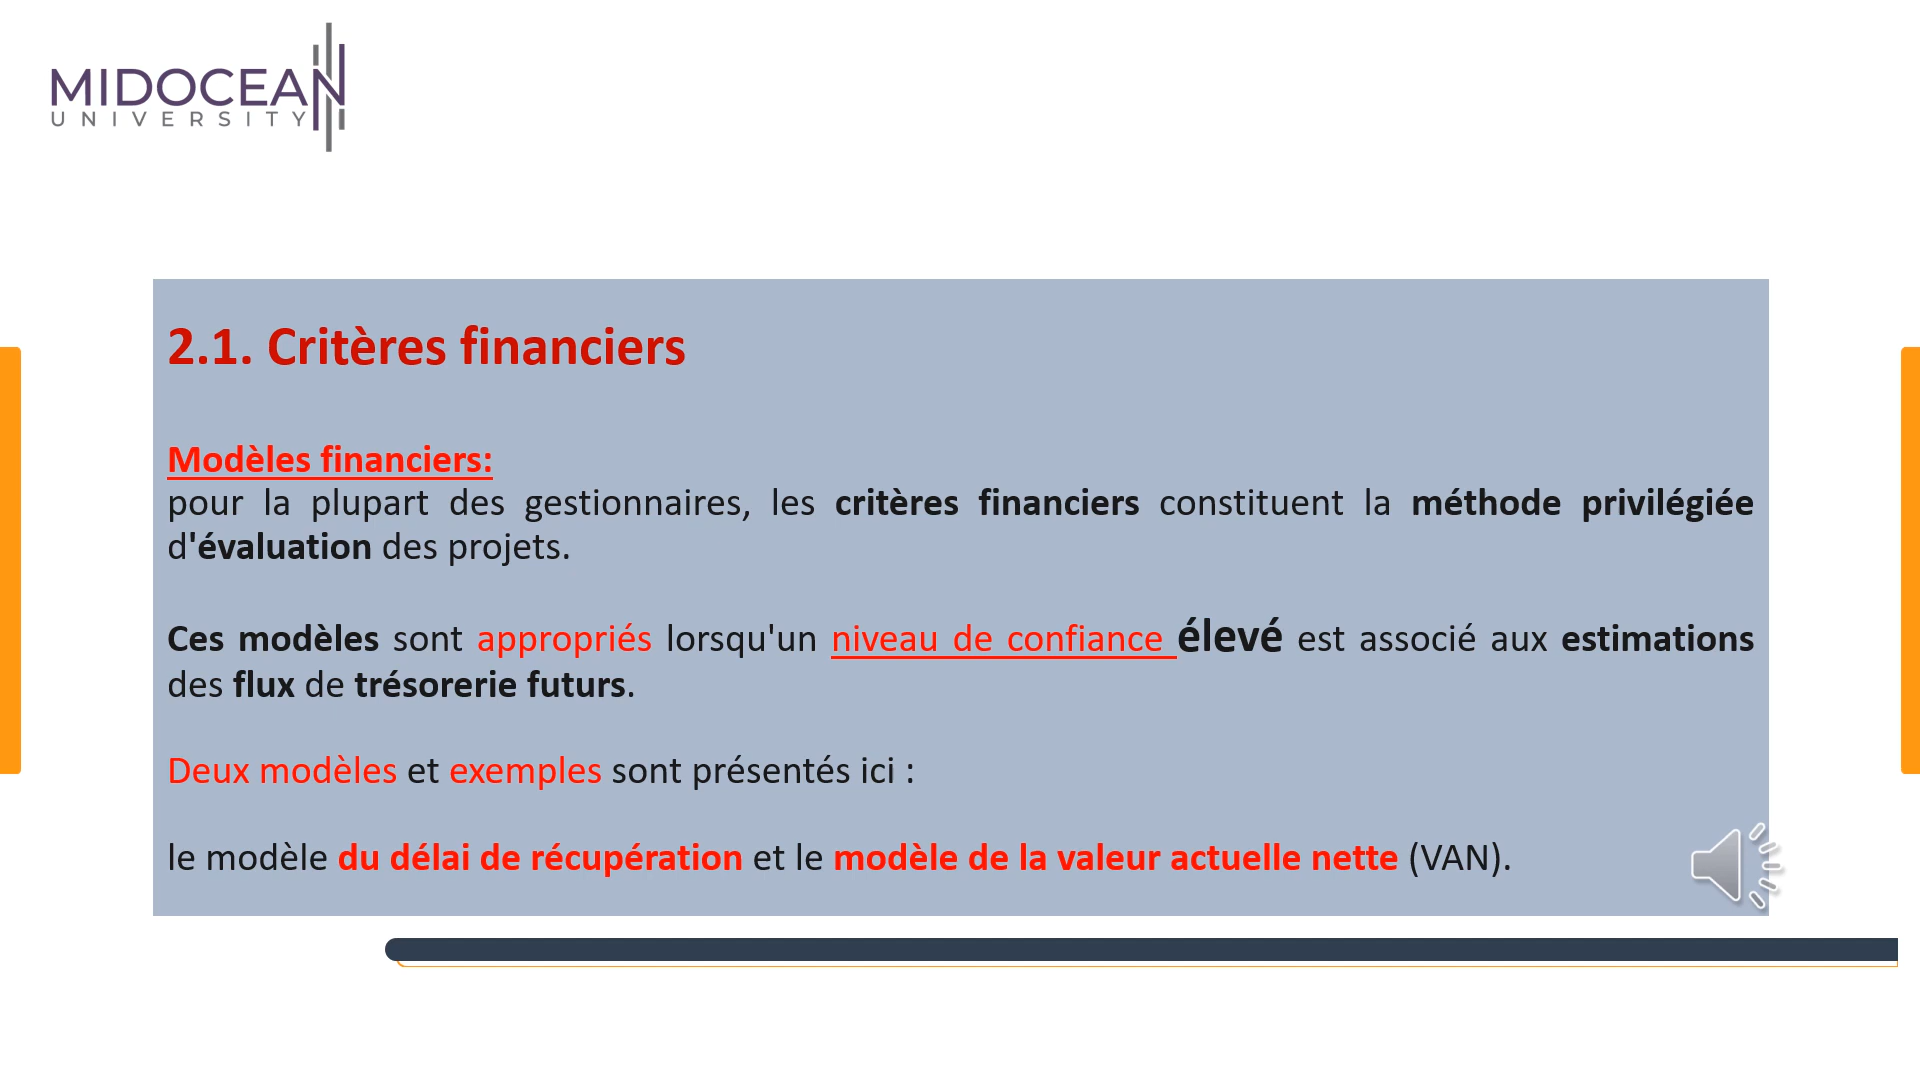 MIDOCEAN
UNIVERSITY
2.1. Critères financiers
Modèles financiers:
pour la plupart des gestionnaires, les critères financiers constituent la méthode privilégiée
d'évaluation des projets.
Ces modèles sont appropriés lorsqu'un niveau de confiance élevé est associé aux estimations
des flux de trésorerie futurs.
Deux modèles et exemples sont présentés ici :
le modèle du délai de récupération et le modèle de la valeur actuelle nette (VAN).